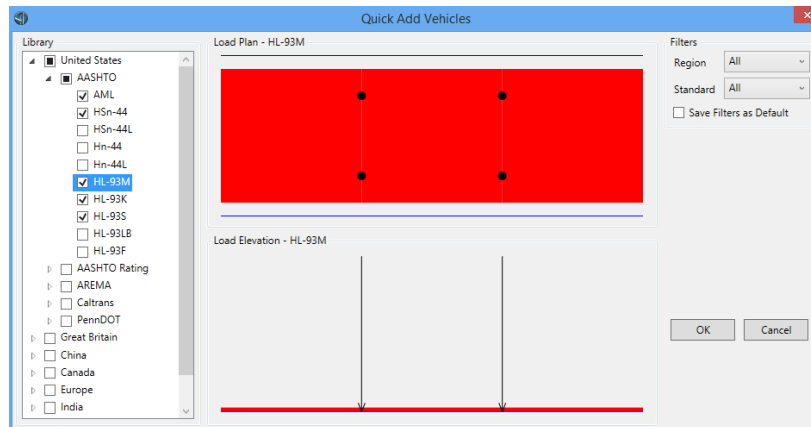 Quick Add Vehicles
Library
United States
AASHTO
AML
HSn-44
HSn-44L
Hn-44
Hn-44L
HL-93M
HL-93K
HL-93S
HL-93LB
HL-93F
AASHTO Rating
AREMA
Caltrans
PennDOT
Great Britain
China
Canada
Europe
India
Load Plan - HL-93M
Load Elevation - HL-93M
Filters
Region All
Standard All
Save Filters as Default
OK Cancel